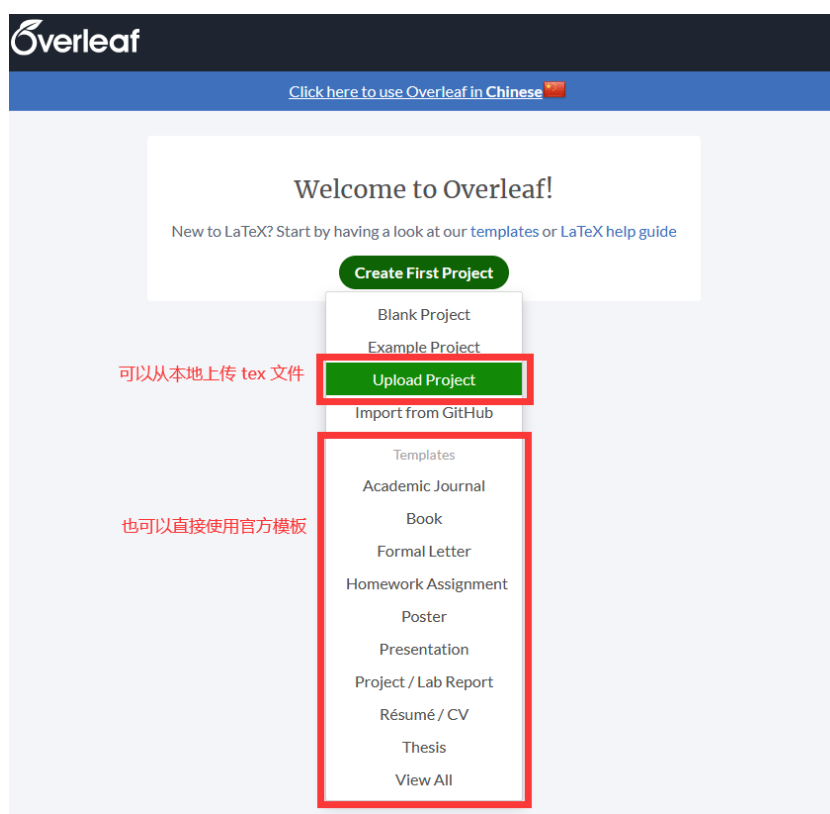 Overleaf
Click here to use Overleaf in Chinese
Welcome to Overleaf!
New to LaTeX? Start by having a look at our templates or LaTeX help guide
Create First Project
Blank Project
Example Project
可以从本地上传 tex 文件
Upload Project
Import from GitHub
Templates
Academic Journal
也可以直接使用官方模板
Book
Formal Letter
Homework Assignment
Poster
Presentation
Project / Lab Report
Résumé / CV
Thesis
View All